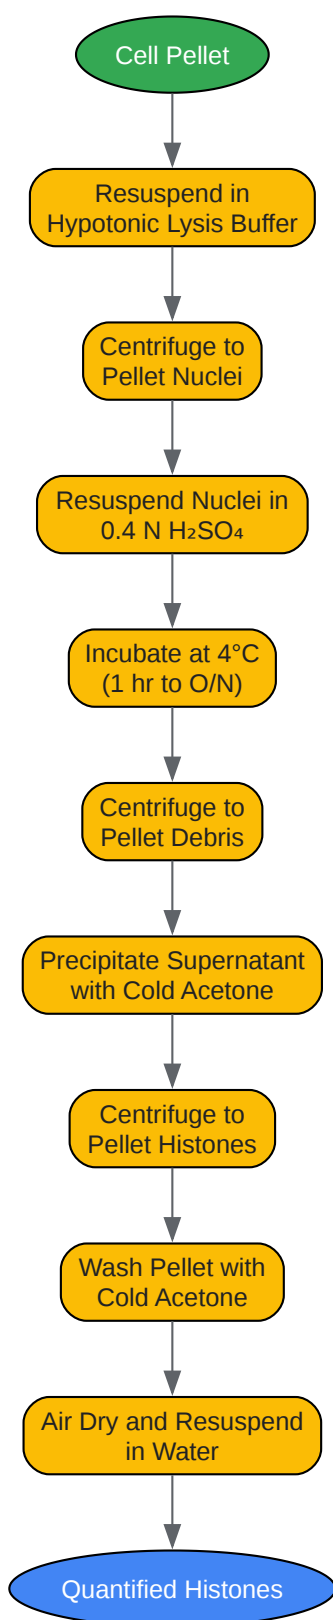 Cell Pellet
Resuspend in
Hypotonic Lysis Buffer
Centrifuge to
Pellet Nuclei
Resuspend Nuclei in
0.4 N H₂SO₄
Incubate at 4°C
(1 hr to O/N)
Centrifuge to
Pellet Debris
Precipitate Supernatant
with Cold Acetone
Centrifuge to
Pellet Histones
Wash Pellet with
Cold Acetone
Air Dry and Resuspend
in Water
Quantified Histones